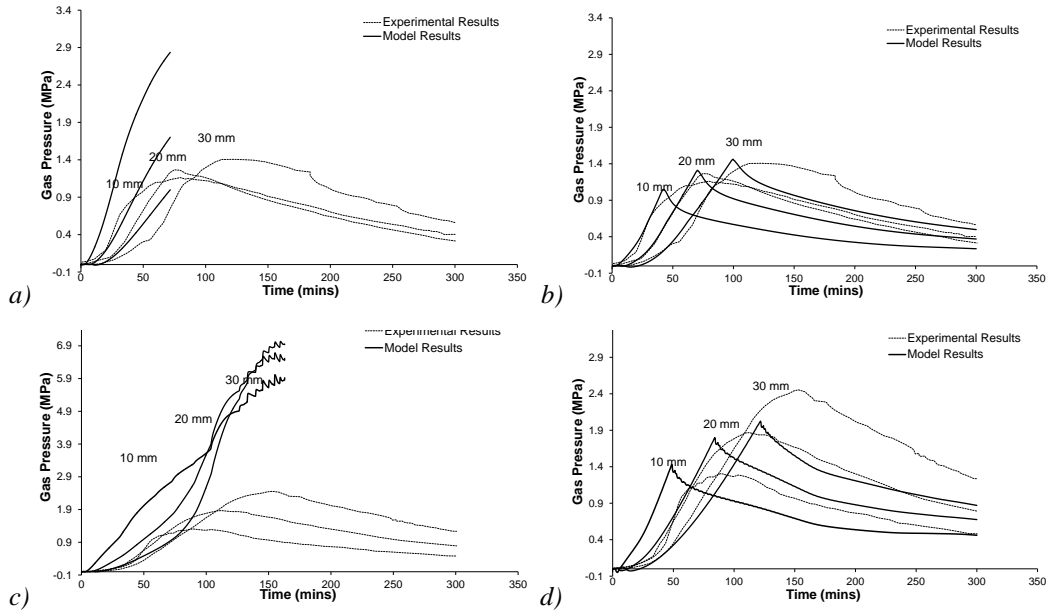 3.4
2.9
2.4
1.9
1.4
0.9
0.4
-0.1
Gas Pressure (MPa)
Experimental Results
Model Results
10 mm
20 mm
30 mm
0 50 100 150 200 250 300 350
Time (mins)
a)
3.4
2.9
2.4
1.9
1.4
0.9
0.4
-0.1
Gas Pressure (MPa)
Experimental Results
Model Results
10 mm
20 mm
30 mm
0 50 100 150 200 250 300 350
Time (mins)
b)
6.9
5.9
4.9
3.9
2.9
1.9
0.9
-0.1
Gas Pressure (MPa)
Experimental Results
Model Results
10 mm
20 mm
30 mm
0 50 100 150 200 250 300 350
Time (mins)
c)
2.9
2.4
1.9
1.4
0.9
0.4
-0.1
Gas Pressure (MPa)
Experimental Results
Model Results
10 mm
20 mm
30 mm
0 50 100 150 200 250 300 350
Time (mins)
d)